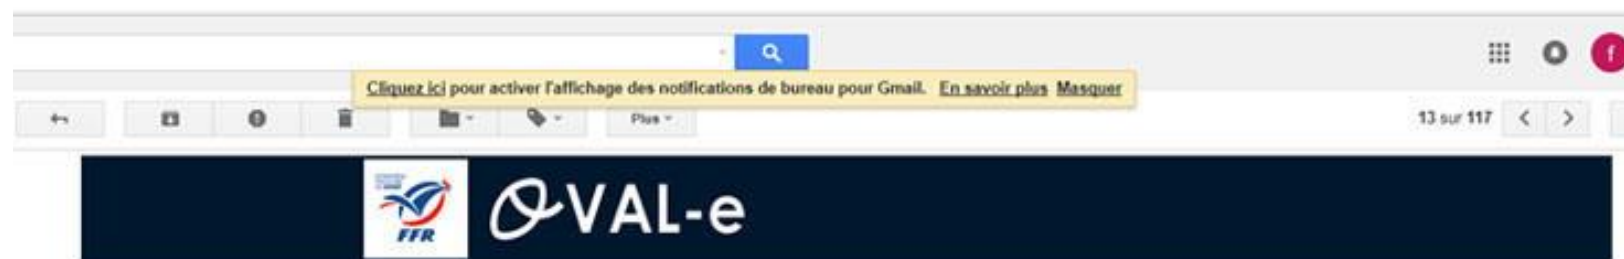 f
Cliquez ici pour activer l'affichage des notifications de bureau pour Gmail. En savoir plus Masquer
Plus
13 sur 117
FFR
OVAL-e